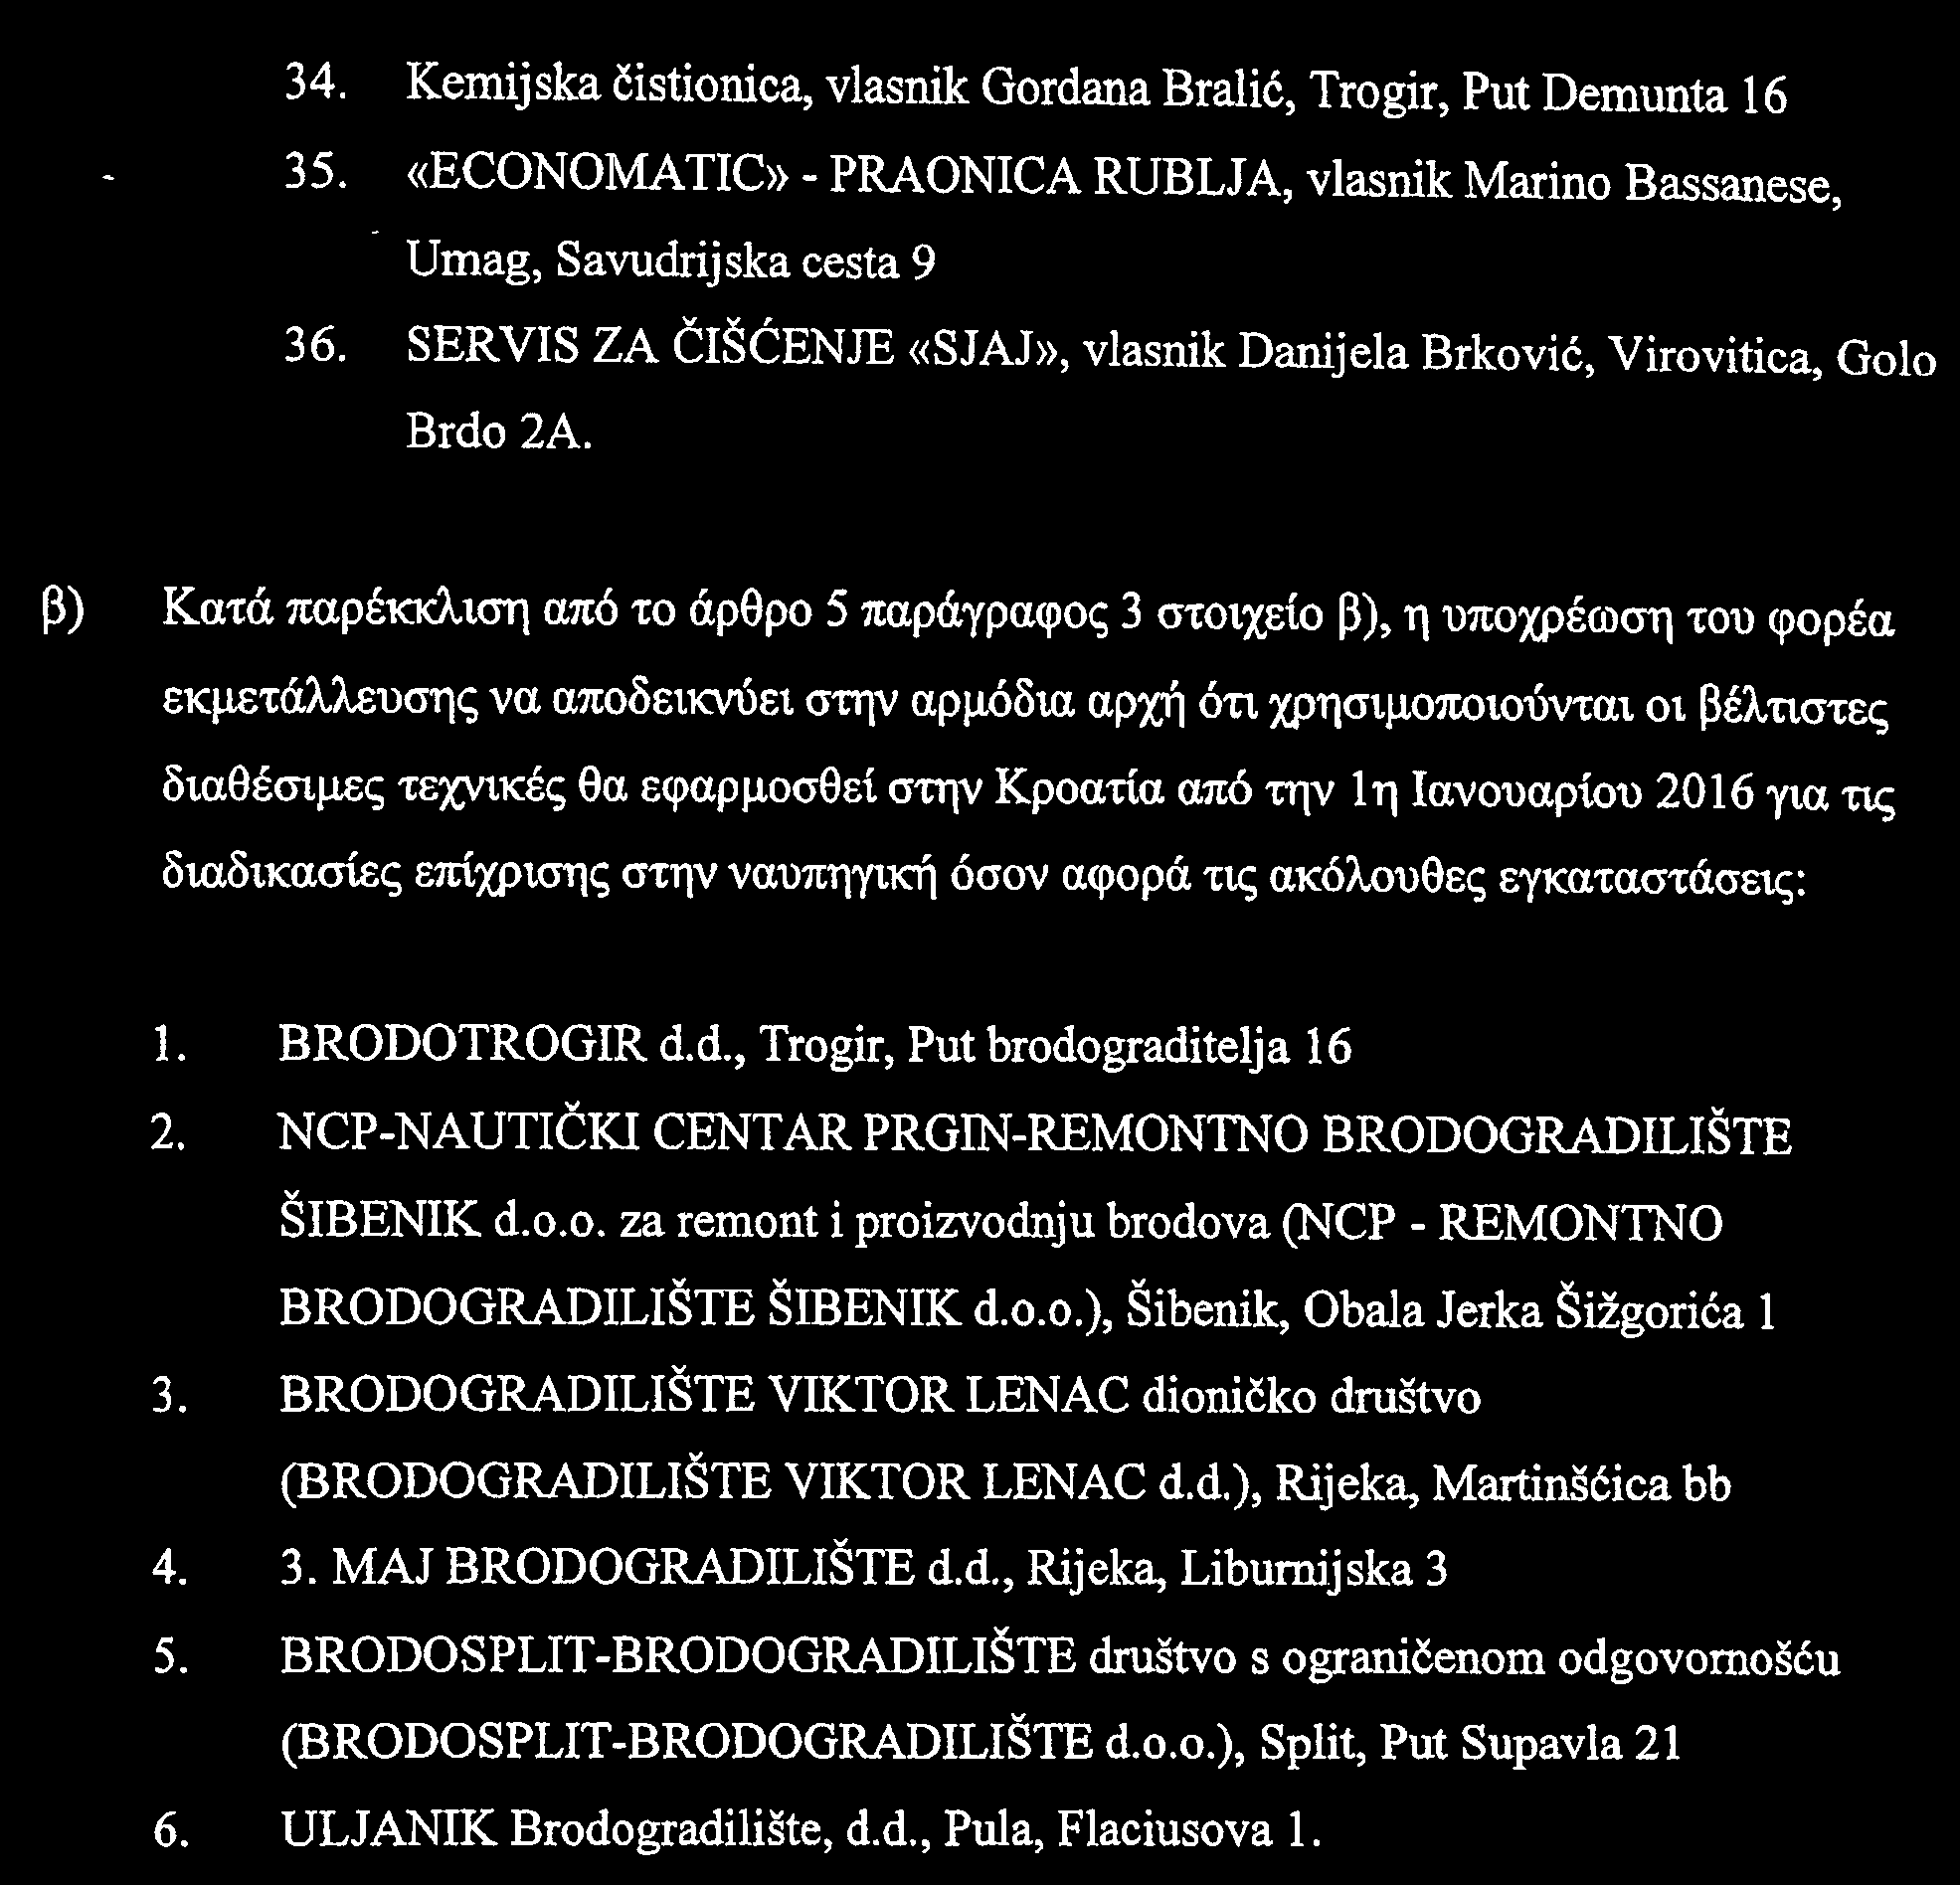 34. Kemijska čistionica, vlasnik Gordana Bralić, Trogir, Put Demunta 16
35. «ECONOMATIC» - PRAONICA RUBLJA, vlasnik Marino Bassanese,
Umag, Savudrijska cesta 9
36. SERVIS ZA ČIŠĆENJE «SJAJ», vlasnik Danijela Brković, Virovitica, Golo
Brdo 2A.
β) Κατά παρέκκλιση από το άρθρο 5 παράγραφος 3 στοιχείο β), η υποχρέωση του φορέα
εκμετάλλευσης να αποδεικνύει στην αρμόδια αρχή ότι χρησιμοποιούνται οι βέλτιστες
διαθέσιμες τεχνικές θα εφαρμοσθεί στην Κροατία από την 1η Ιανουαρίου 2016 για τις
διαδικασίες επίχρισης στην ναυπηγική όσον αφορά τις ακόλουθες εγκαταστάσεις:
1. BRODOTROGIR d.d., Trogir, Put brodograditelja 16
2. NCP-NAUTIČKI CENTAR PRGIN-REMONTNO BRODOGRADILIŠTE
ŠIBENIK d.o.o. za remont i proizvodnju brodova (NCP - REMONTNO
BRODOGRADILIŠTE ŠIBENIK d.o.o.), Šibenik, Obala Jerka Šižgorića 1
3. BRODOGRADILIŠTE VIKTOR LENAC dioničko društvo
(BRODOGRADILIŠTE VIKTOR LENAC d.d.), Rijeka, Martinšćica bb
4. 3. MAJ BRODOGRADILIŠTE d.d., Rijeka, Liburnijska 3
5. BRODOSPLIT-BRODOGRADILIŠTE društvo s ograničenom odgovornošću
(BRODOSPLIT-BRODOGRADILIŠTE d.o.o.), Split, Put Supavla 21
6. ULJANIK Brodogradilište, d.d., Pula, Flaciusova 1.